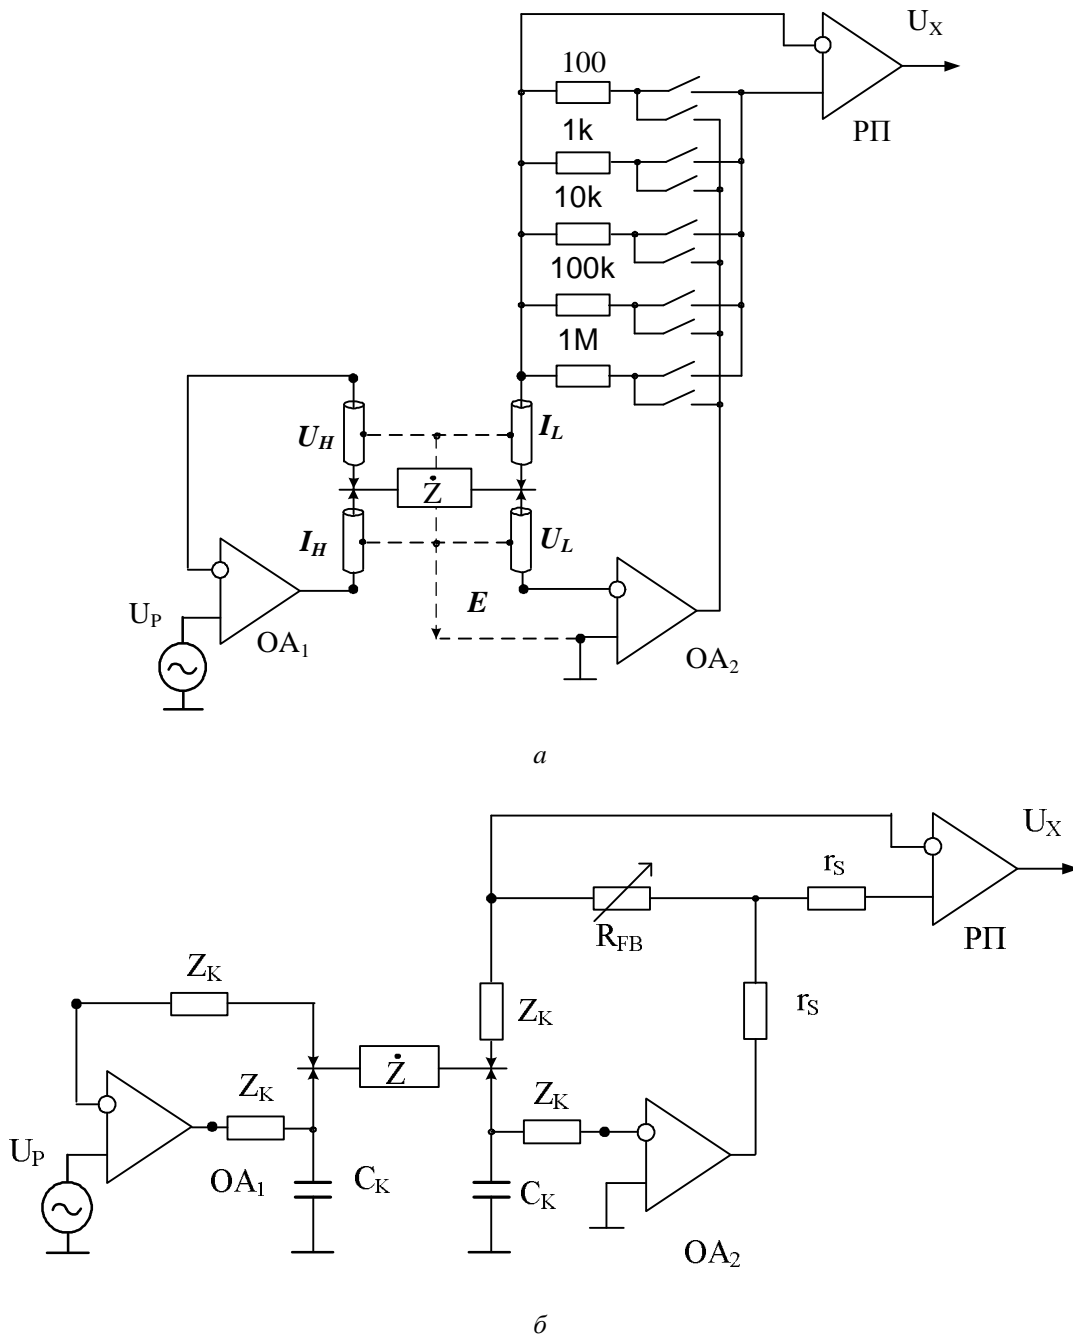 U_X
100
РП
1k
10k
100k
1M
U_H
I_L
Ż
I_H
U_L
E
U_P
OA_1
OA_2
а
U_X
r_S
R_FB
РП
Z_K
Z_K
r_S
Ż
Z_K
Z_K
U_P
OA_1
C_K
C_K
OA_2
б